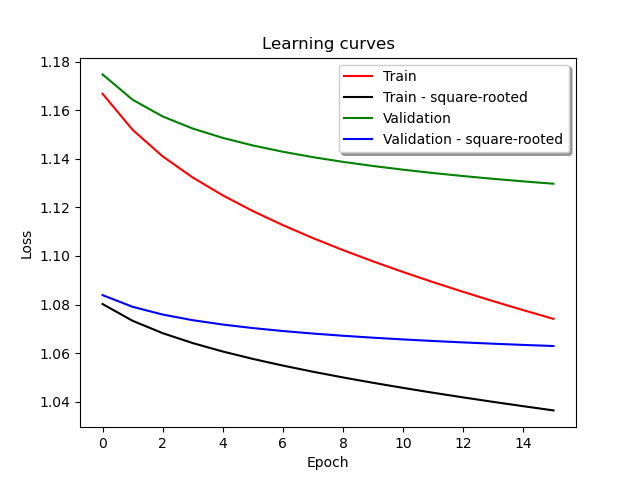 Learning curves
Train
Train - square-rooted
Validation
Validation - square-rooted
Loss
1.18
1.16
1.14
1.12
1.10
1.08
1.06
1.04
0 2 4 6 8 10 12 14
Epoch